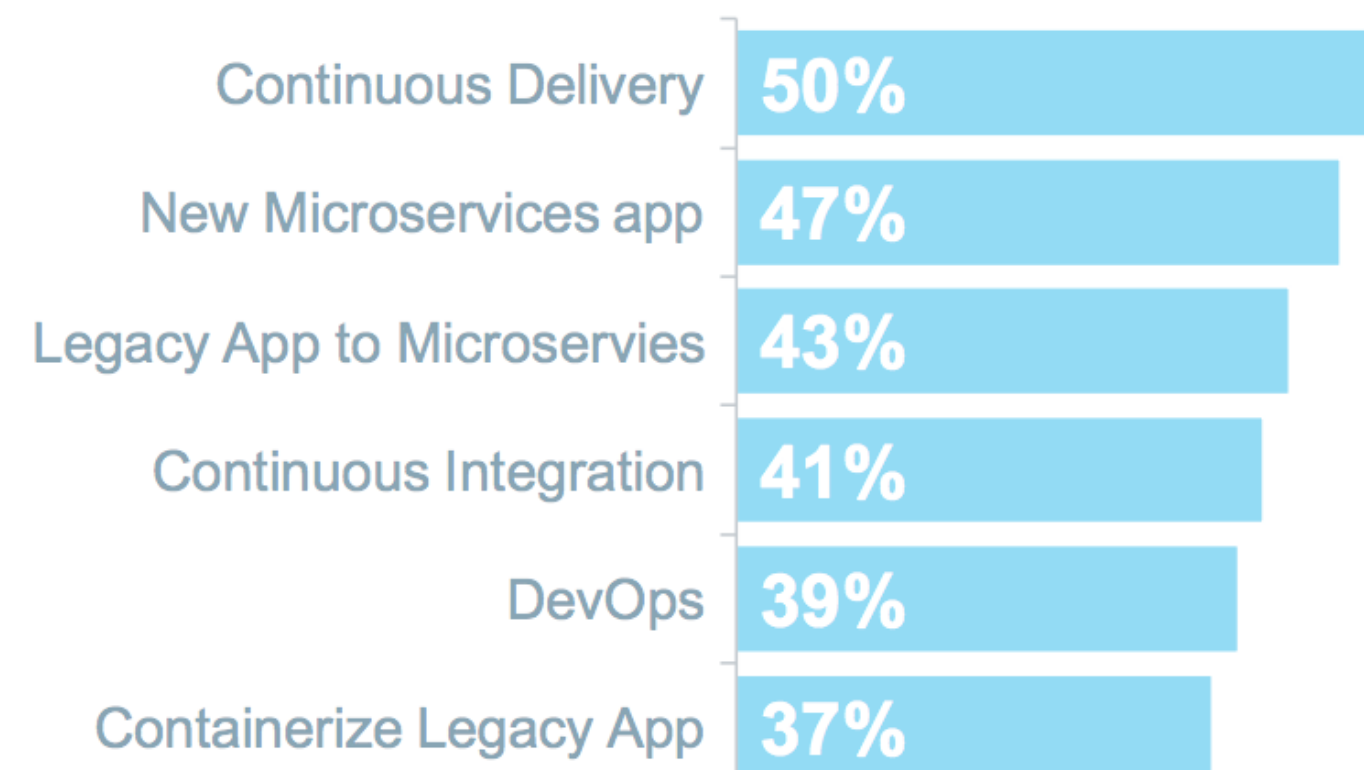 Continuous Delivery 50%
New Microservices app 47%
Legacy App to Microservies 43%
Continuous Integration 41%
DevOps 39%
Containerize Legacy App 37%